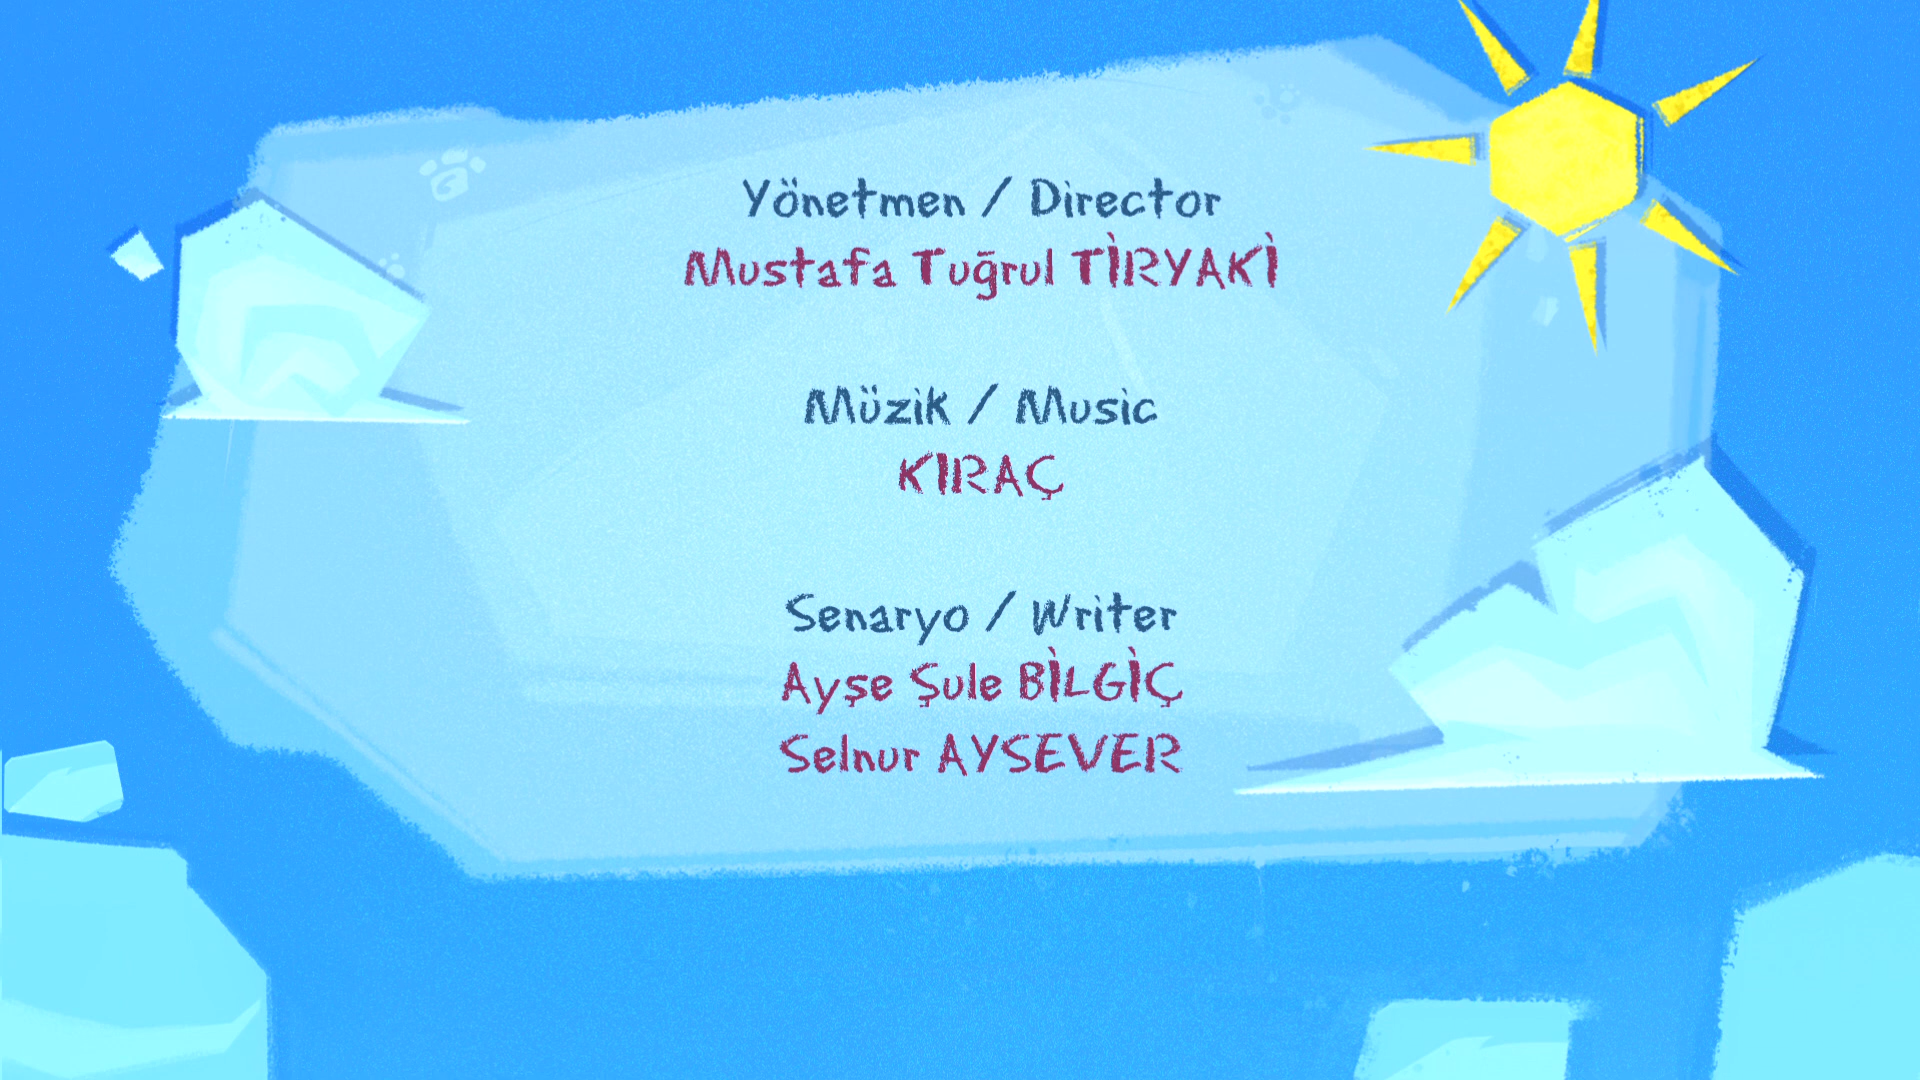 Yönetmen / Director
Mustafa Tuğrul TİRYAKİ
Müzik / Music
KIRAÇ
Senaryo / Writer
Ayşe Şule BİLGİÇ
Selnur AYSEVER